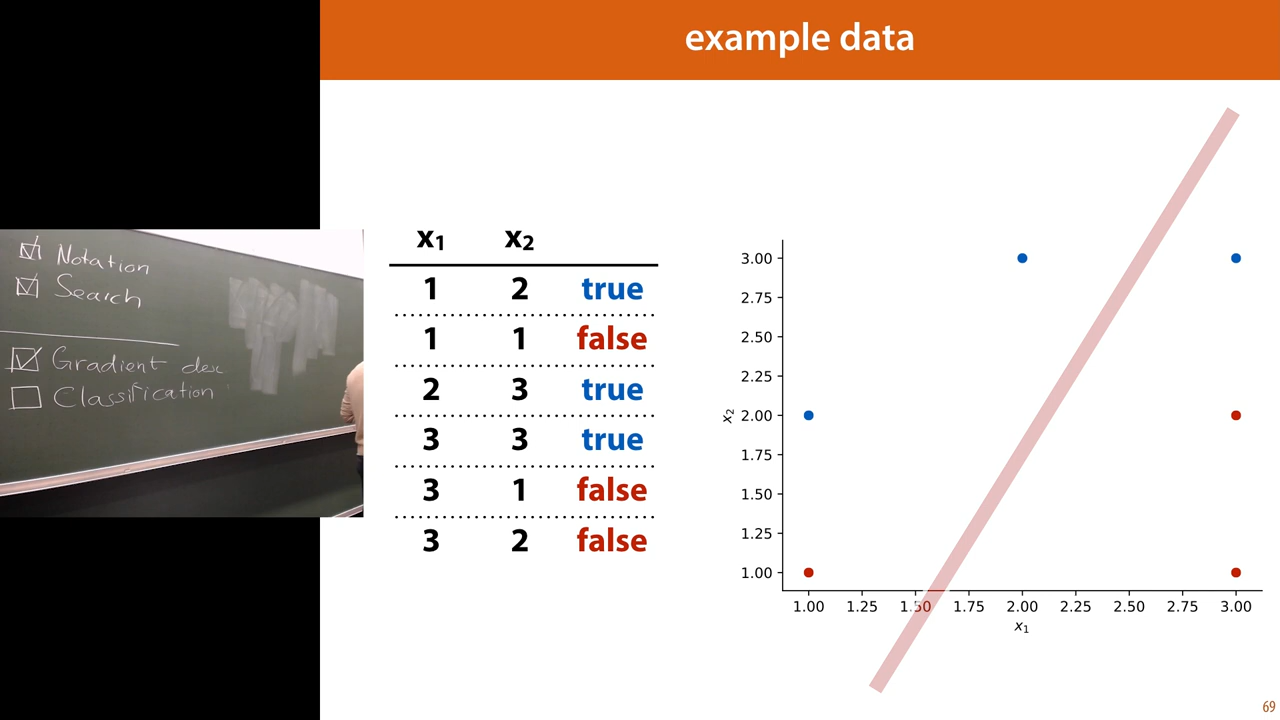 example data
Notation
Search
Gradient
Classification
x1 x2
1 2 true
1 1 false
2 3 true
3 3 true
3 1 false
3 2 false
3.00
2.75
2.50
2.25
x2 2.00
1.75
1.50
1.25
1.00
1.00 1.25 1.50 1.75 2.00 2.25 2.50 2.75 3.00
x1
69